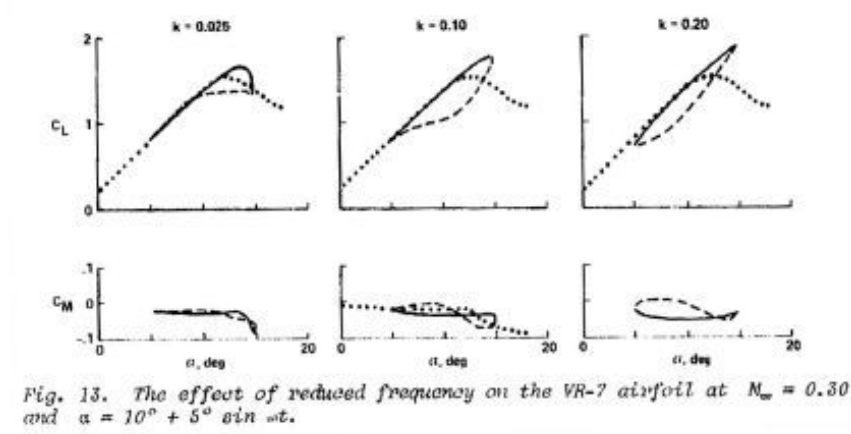 k = 0.025 k = 0.10 k = 0.20
2
C_L 1
0
.1
C_M 0
-.1
0 20 0 20 0 20
α, deg α, deg α, deg
Fig. 13. The effect of reduced frequency on the VR-7 airfoil at M∞ = 0.30
and α = 10° + 5° sin ωt.